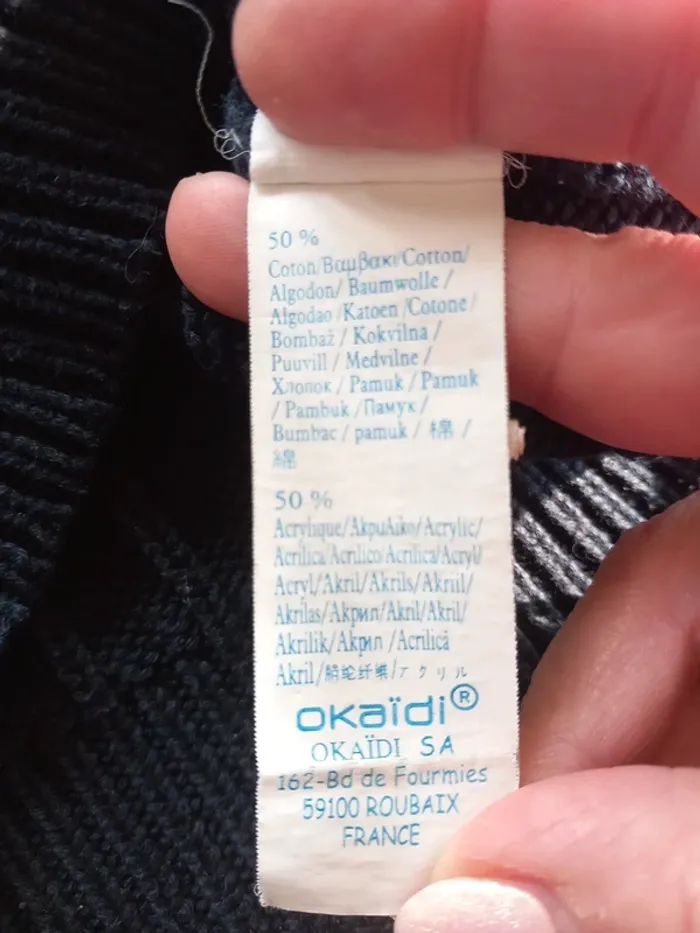 50 %
Coton/Βαμβακι/Cotton/
Algodon/ Baumwolle /
Algodao /Katoen /Cotone /
Bombaž / Kokvilna /
Puuvill / Medvilne /
Хлопок / Pamuk / Pamuk
/ Pambuk /Памук /
Bumbac / pamuk / 棉 /
綿
50 %
Acrylique/Ακρυλικο/Acrylic/
Acrilica/Acrilico/Acrilica/Acryl/
Acryl/Akril/Akrils/Akriil/
Akrilas/Акрил/Akril/Akril/
Akrilik/Акрил /Acrilică
Akril/腈纶纤维/アクリル
okaïdi®
OKAÏDI SA
162-Bd de Fourmies
59100 ROUBAIX
FRANCE